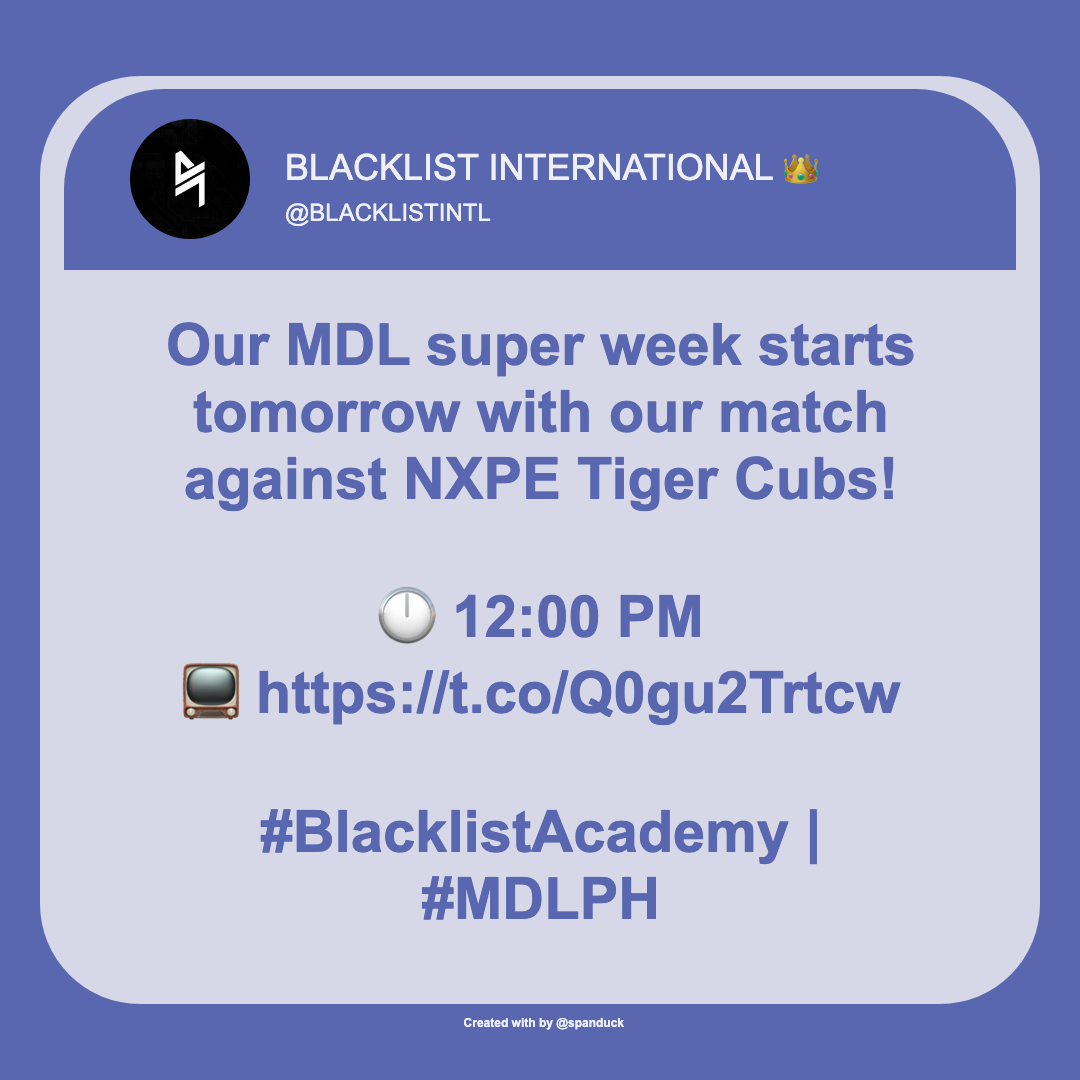 BLACKLIST INTERNATIONAL 👑
@BLACKLISTINTL
Our MDL super week starts
tomorrow with our match
against NXPE Tiger Cubs!
🕛 12:00 PM
📺 https://t.co/Q0gu2Trtcw
#BlacklistAcademy |
#MDLPH
Created with by @spanduck